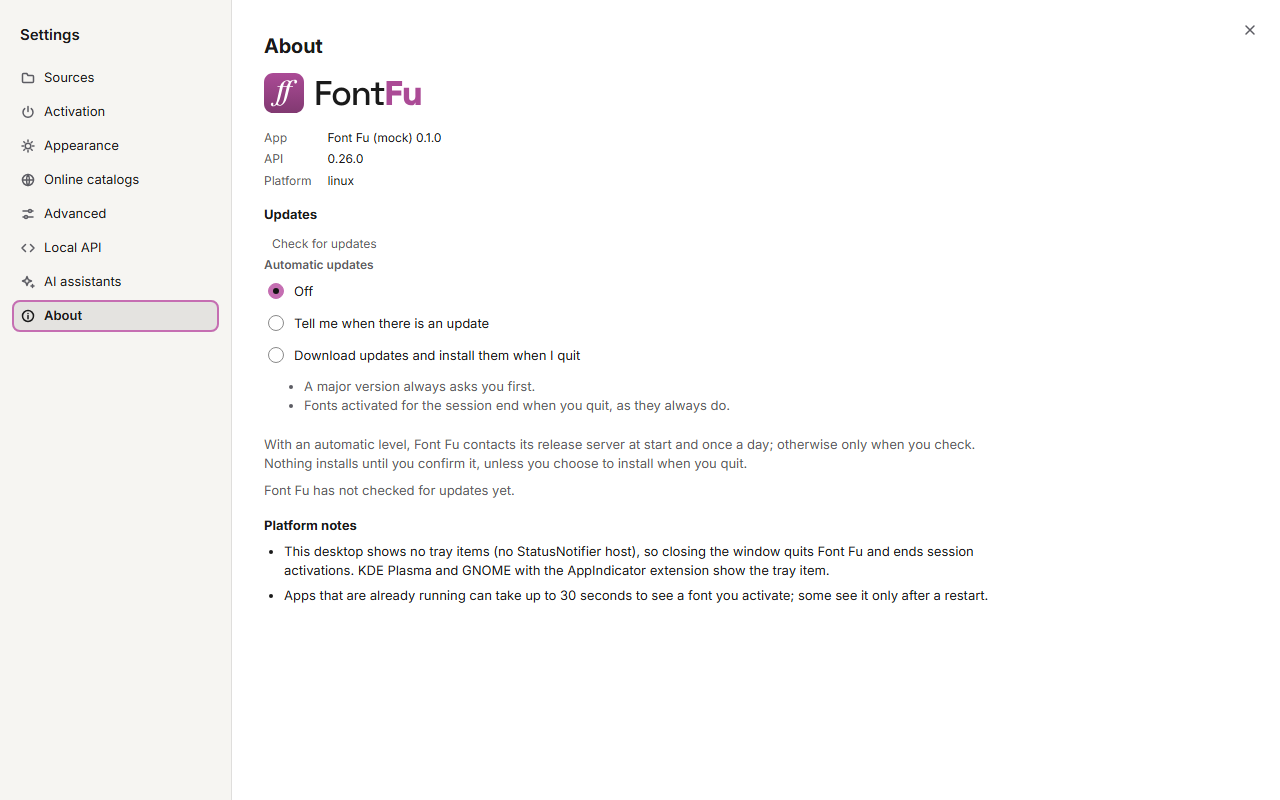 Settings
Sources
Activation
Appearance
Online catalogs
Advanced
Local API
AI assistants
About
About
ff FontFu
App Font Fu (mock) 0.1.0
API 0.26.0
Platform linux
Updates
Check for updates
Automatic updates
Off
Tell me when there is an update
Download updates and install them when I quit
• A major version always asks you first.
• Fonts activated for the session end when you quit, as they always do.
With an automatic level, Font Fu contacts its release server at start and once a day; otherwise only when you check.
Nothing installs until you confirm it, unless you choose to install when you quit.
Font Fu has not checked for updates yet.
Platform notes
• This desktop shows no tray items (no StatusNotifier host), so closing the window quits Font Fu and ends session
activations. KDE Plasma and GNOME with the AppIndicator extension show the tray item.
• Apps that are already running can take up to 30 seconds to see a font you activate; some see it only after a restart.